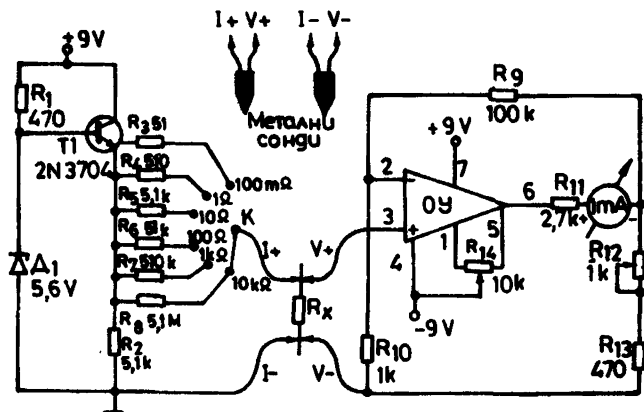 +9V
I+ V+
I- V-
Метални
сонди
R1
470
T1
2N3704
R3 51
R4 510
R5 5,1k
R6 51k
R7 510k
R8 5,1M
R2
5,1k
100mΩ
1Ω
10Ω
100Ω
1kΩ
10kΩ
K
Д1
5,6V
I+
V+
Rx
I-
V-
R9
100k
+9V
2
7
3
ОУ
6
1
5
4
R14
10k
-9V
R11
2,7k
+
1mA
R12
1k
R10
1k
R13
470